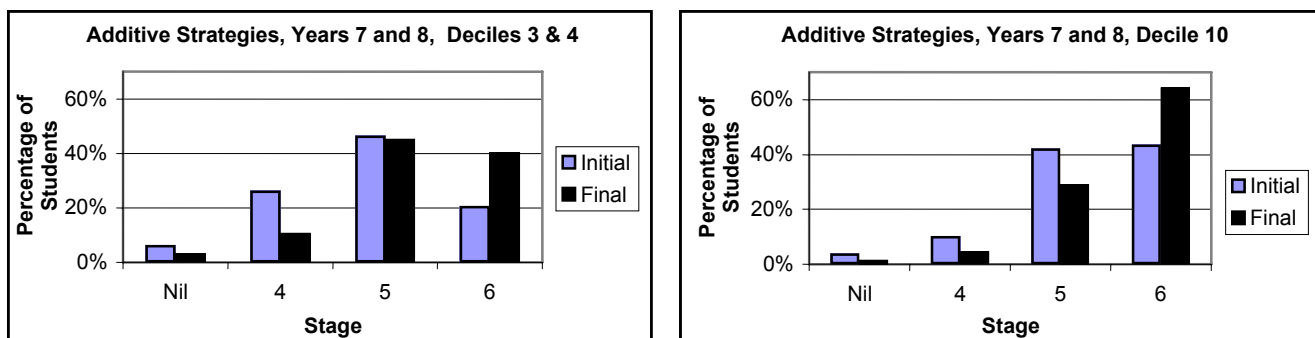 Additive Strategies, Years 7 and 8, Deciles 3 & 4
Percentage of
Students
60%
40%
20%
0%
Nil 4 5 6
Stage
Initial
Final
Additive Strategies, Years 7 and 8, Decile 10
Percentage of
Students
60%
40%
20%
0%
Nil 4 5 6
Stage
Initial
Final